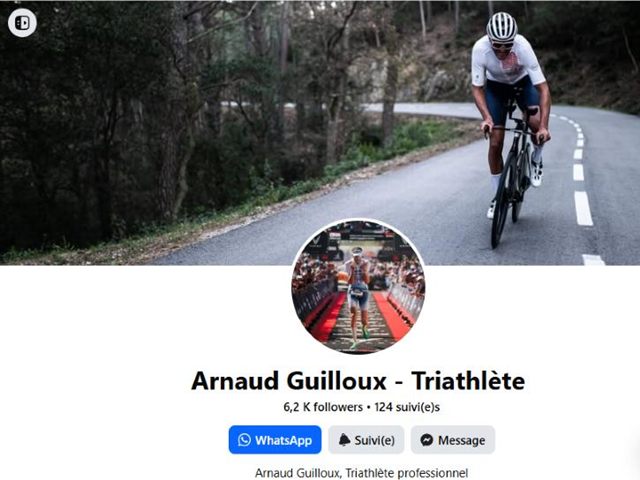 Arnaud Guilloux - Triathlète
6,2 K followers • 124 suivi(e)s
WhatsApp Suivi(e) Message
Arnaud Guilloux, Triathlète professionnel